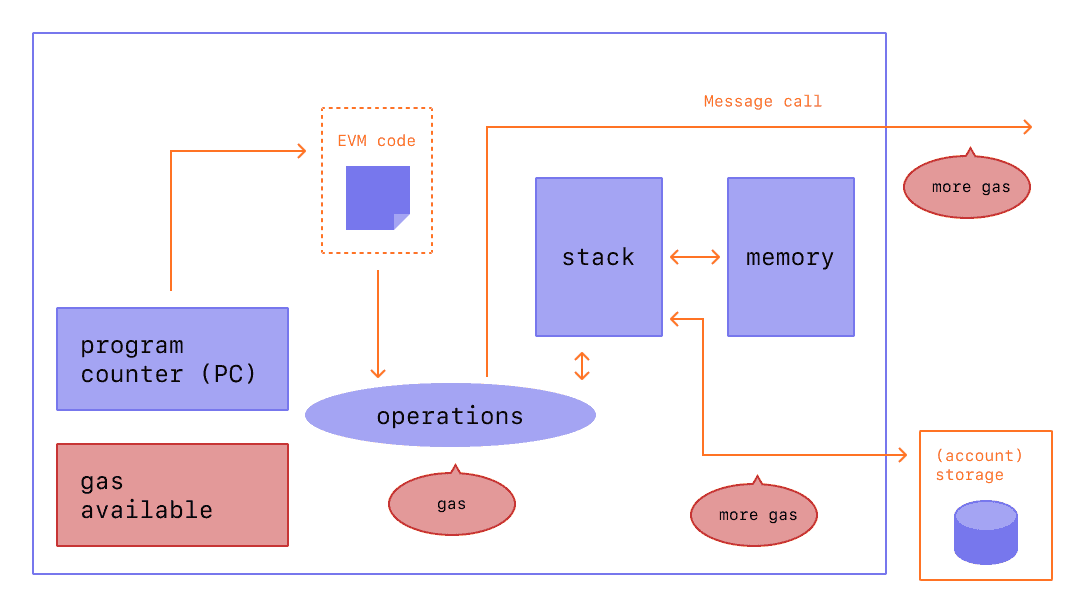 Message call
EVM code
more gas
stack
memory
program
counter (PC)
operations
(account)
storage
gas
available
gas
more gas